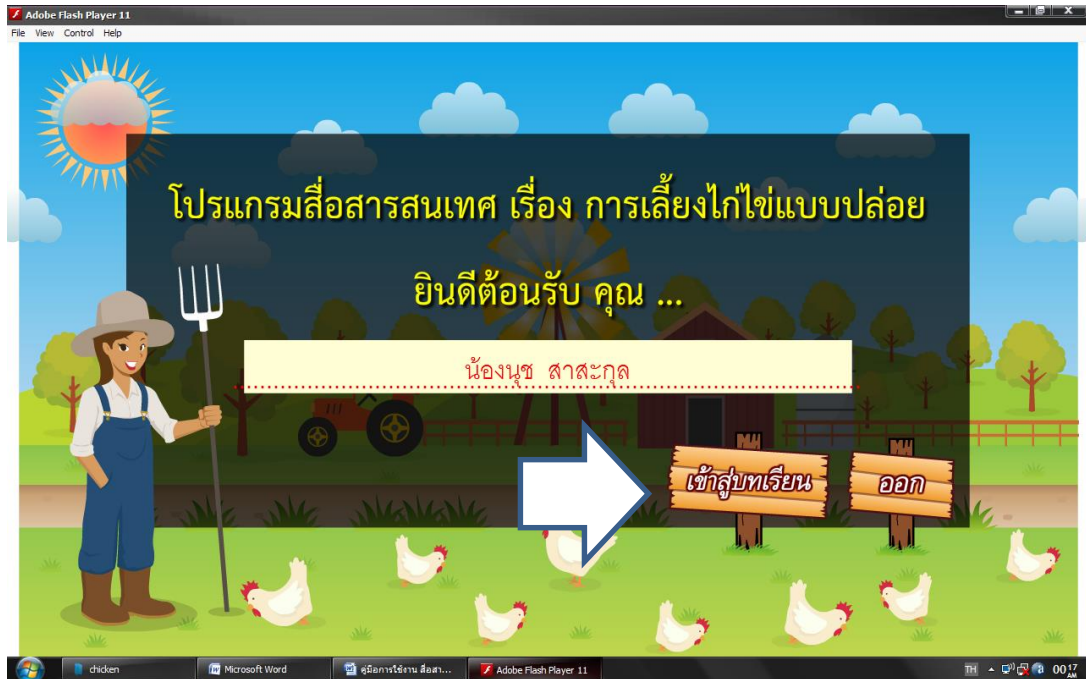 Adobe Flash Player 11
File View Control Help
โปรแกรมสื่อสารสนเทศ เรื่อง การเลี้ยงไก่ไข่แบบปล่อย
ยินดีต้อนรับ คุณ ...
น้องนุช สาสะกุล
เข้าสู่บทเรียน
ออก
chicken
Microsoft Word
คู่มือการใช้งาน สื่อสา...
Adobe Flash Player 11
TH
00 17 AM